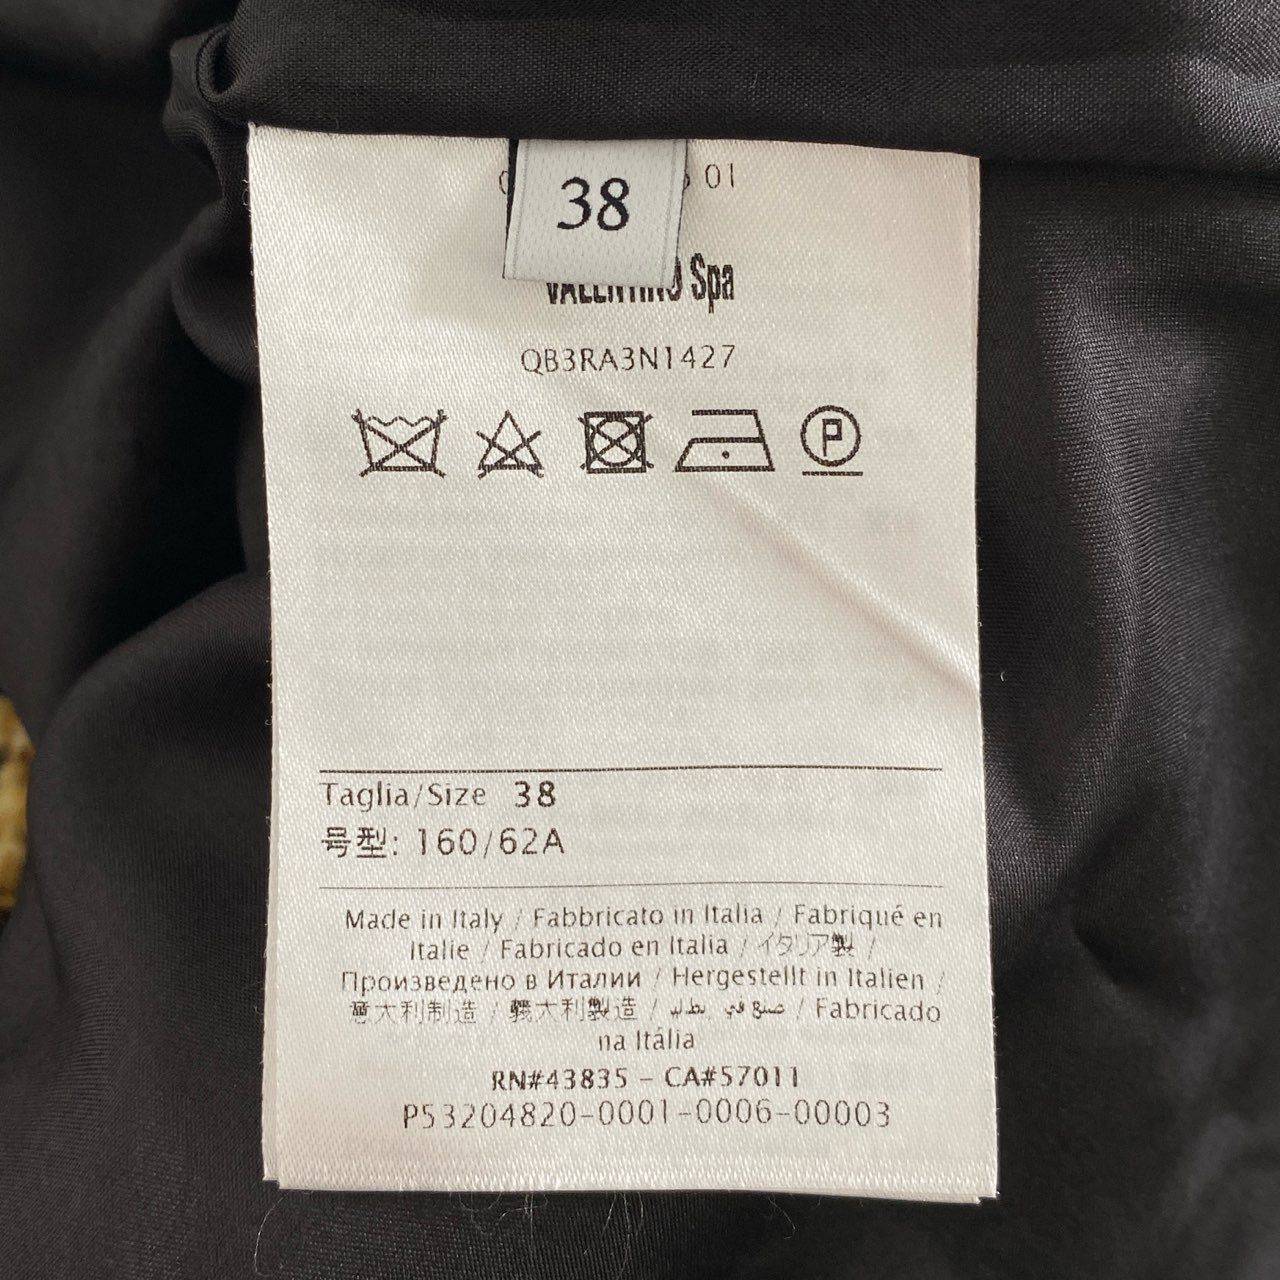 38
01
VALENTINO Spa
QB3RA3N1427
P
Taglia/Size 38
号型: 160/62A
Made in Italy / Fabbricato in Italia / Fabriqué en
Italie / Fabricado en Italia / イタリア製 /
Произведено в Италии / Hergestellt in Italien /
意大利制造 / 義大利製造 / صنع في إيطاليا / Fabricado
na Itália
RN#43835 - CA#57011
P53204820-0001-0006-00003